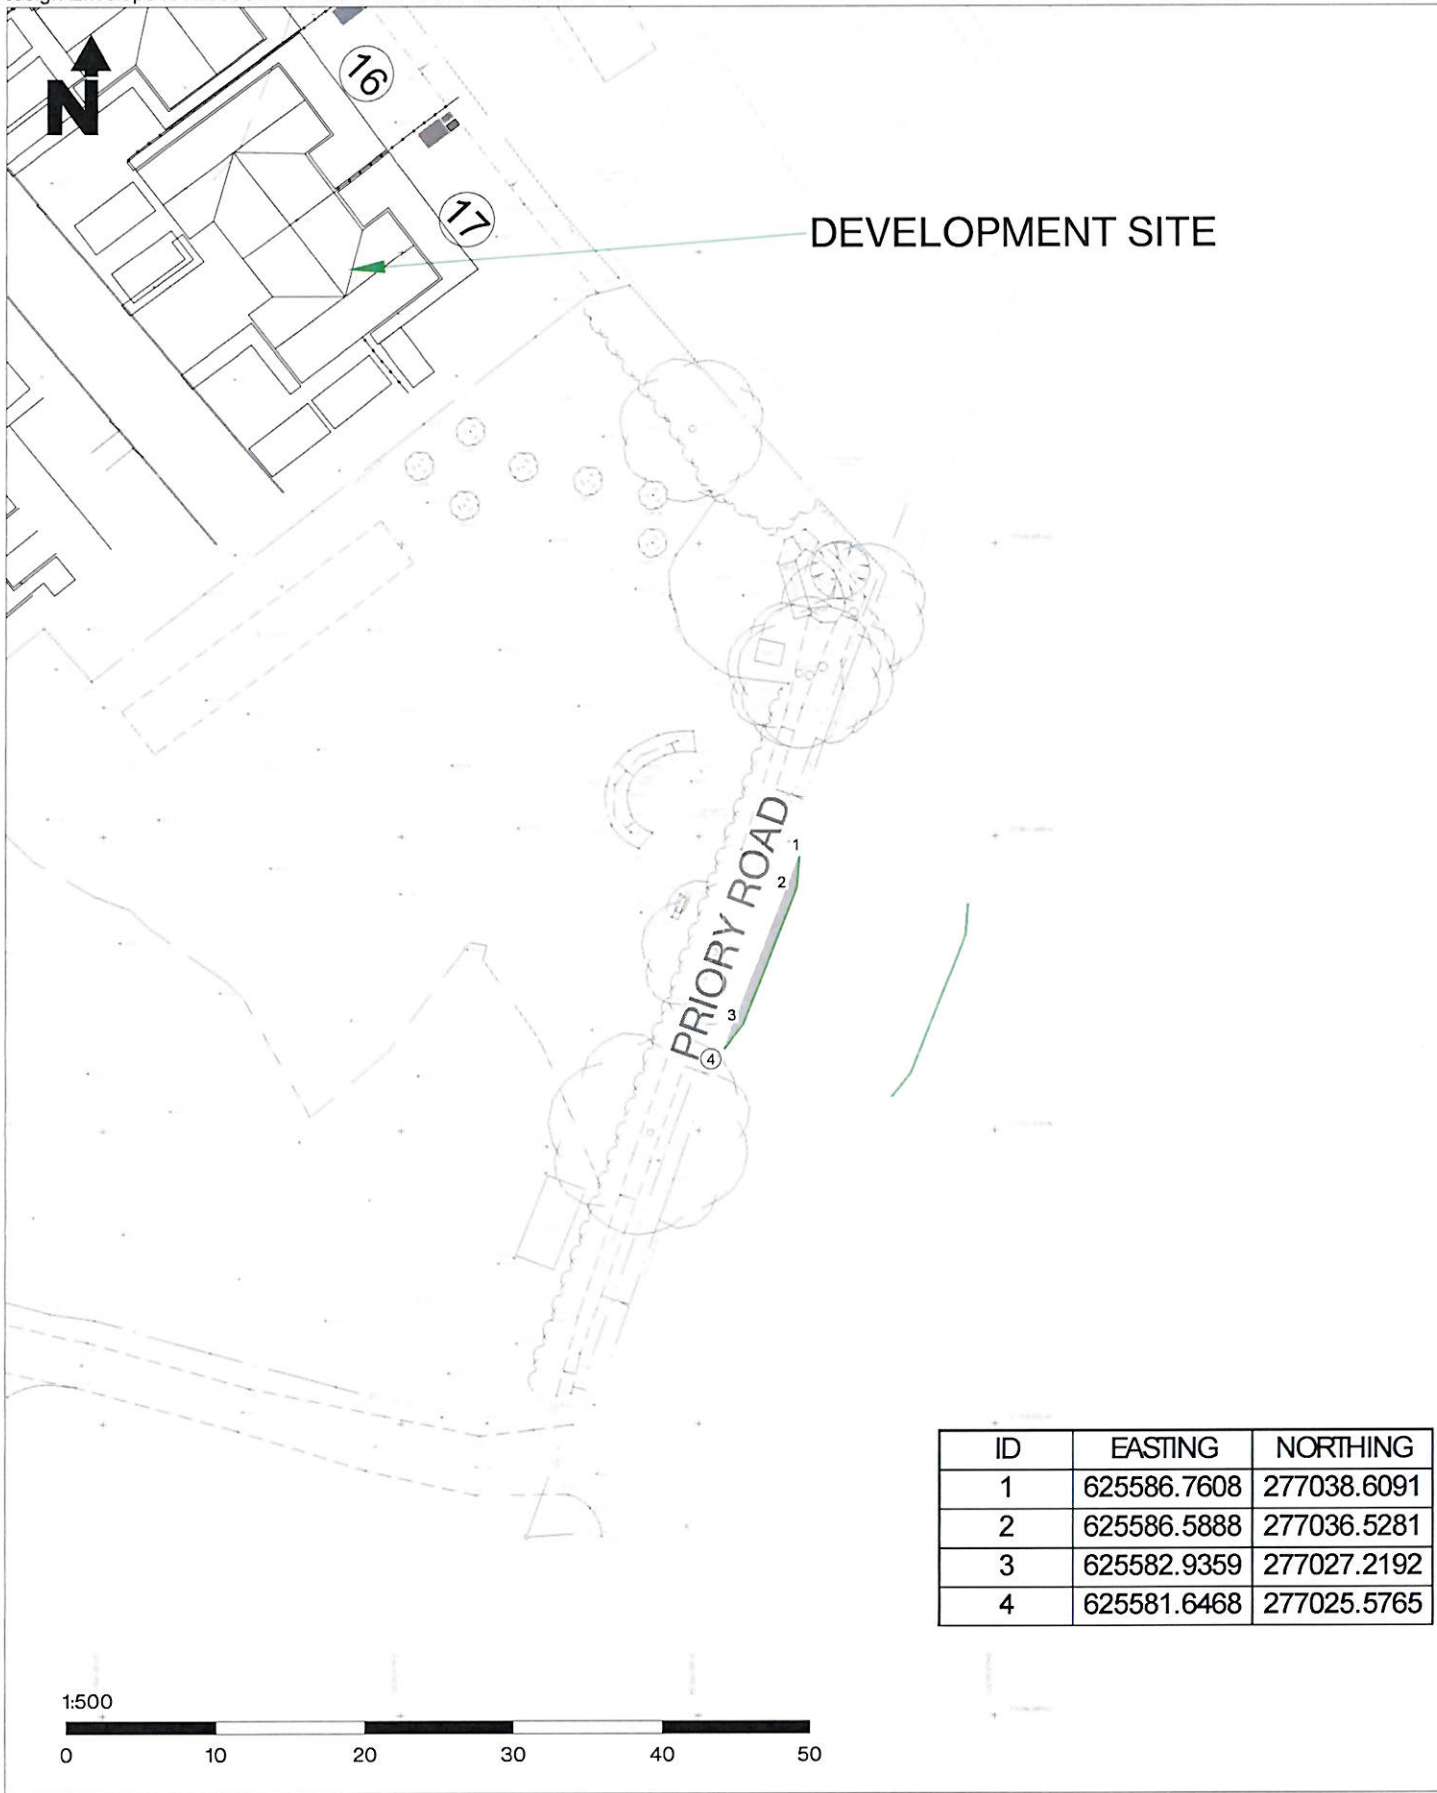 N
16
17
DEVELOPMENT SITE
PRIORY ROAD
1
2
3
4
ID EASTING NORTHING
1 625586.7608 277038.6091
2 625586.5888 277036.5281
3 625582.9359 277027.2192
4 625581.6468 277025.5765
1:500
0 10 20 30 40 50